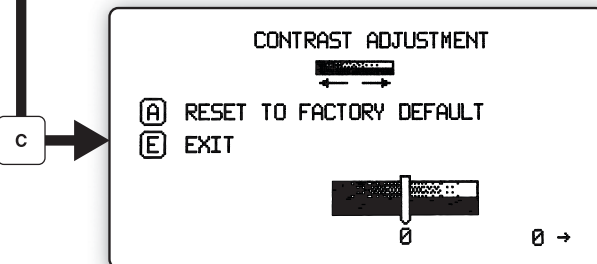 CONTRAST ADJUSTMENT
A RESET TO FACTORY DEFAULT
C
E EXIT
0
0 →